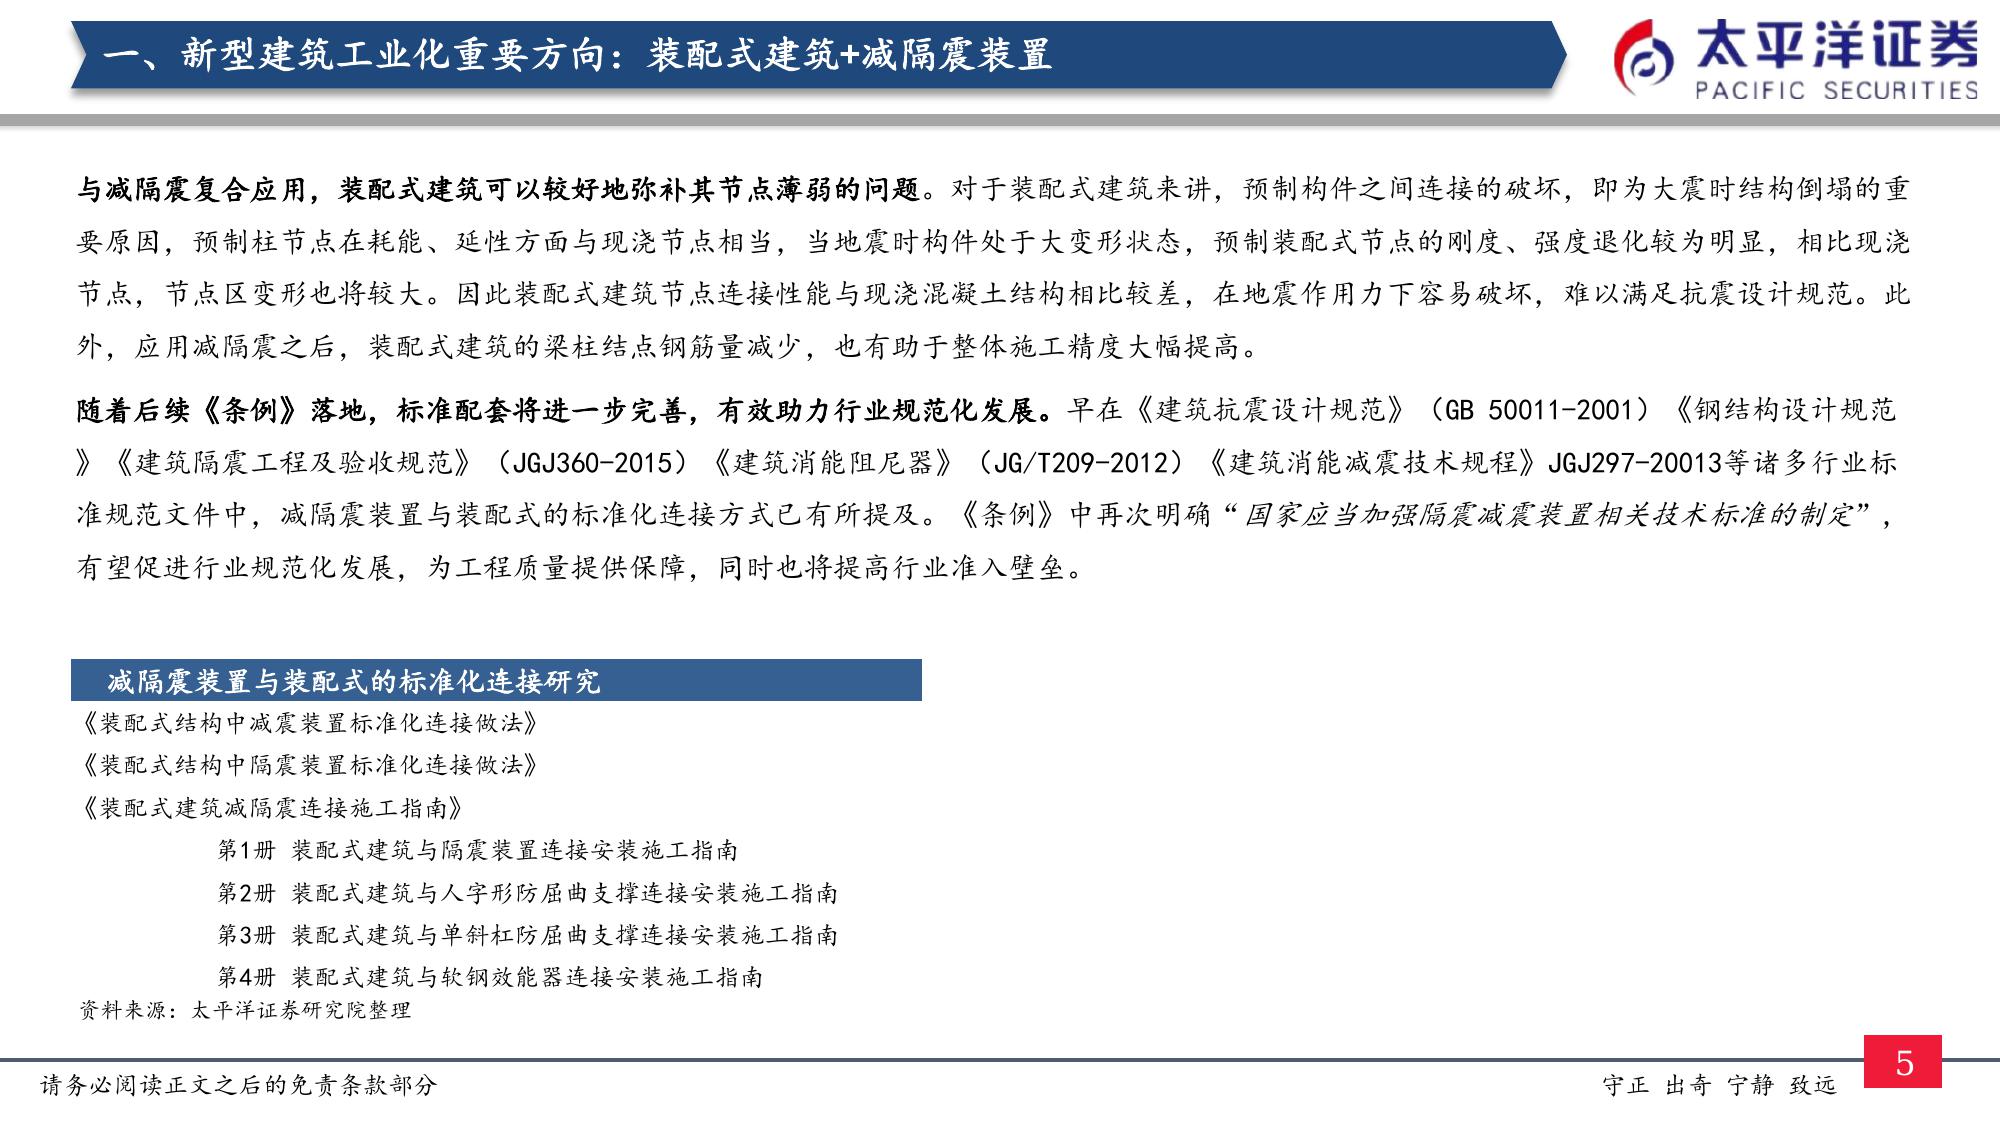 一、新型建筑工业化重要方向：装配式建筑+减隔震装置
太平洋证券
PACIFIC SECURITIES
与减隔震复合应用，装配式建筑可以较好地弥补其节点薄弱的问题。对于装配式建筑来讲，预制构件之间连接的破坏，即为大震时结构倒塌的重
要原因，预制柱节点在耗能、延性方面与现浇节点相当，当地震时构件处于大变形状态，预制装配式节点的刚度、强度退化较为明显，相比现浇
节点，节点区变形也将较大。因此装配式建筑节点连接性能与现浇混凝土结构相比较差，在地震作用力下容易破坏，难以满足抗震设计规范。此
外，应用减隔震之后，装配式建筑的梁柱结点钢筋量减少，也有助于整体施工精度大幅提高。
随着后续《条例》落地，标准配套将进一步完善，有效助力行业规范化发展。早在《建筑抗震设计规范》（GB 50011-2001）《钢结构设计规范
》《建筑隔震工程及验收规范》（JGJ360-2015）《建筑消能阻尼器》（JG/T209-2012）《建筑消能减震技术规程》JGJ297-20013等诸多行业标
准规范文件中，减隔震装置与装配式的标准化连接方式已有所提及。《条例》中再次明确“国家应当加强隔震减震装置相关技术标准的制定”，
有望促进行业规范化发展，为工程质量提供保障，同时也将提高行业准入壁垒。
减隔震装置与装配式的标准化连接研究
《装配式结构中减震装置标准化连接做法》
《装配式结构中隔震装置标准化连接做法》
《装配式建筑减隔震连接施工指南》
第1册 装配式建筑与隔震装置连接安装施工指南
第2册 装配式建筑与人字形防屈曲支撑连接安装施工指南
第3册 装配式建筑与单斜杠防屈曲支撑连接安装施工指南
第4册 装配式建筑与软钢效能器连接安装施工指南
资料来源：太平洋证券研究院整理
请务必阅读正文之后的免责条款部分
守正 出奇 宁静 致远
5